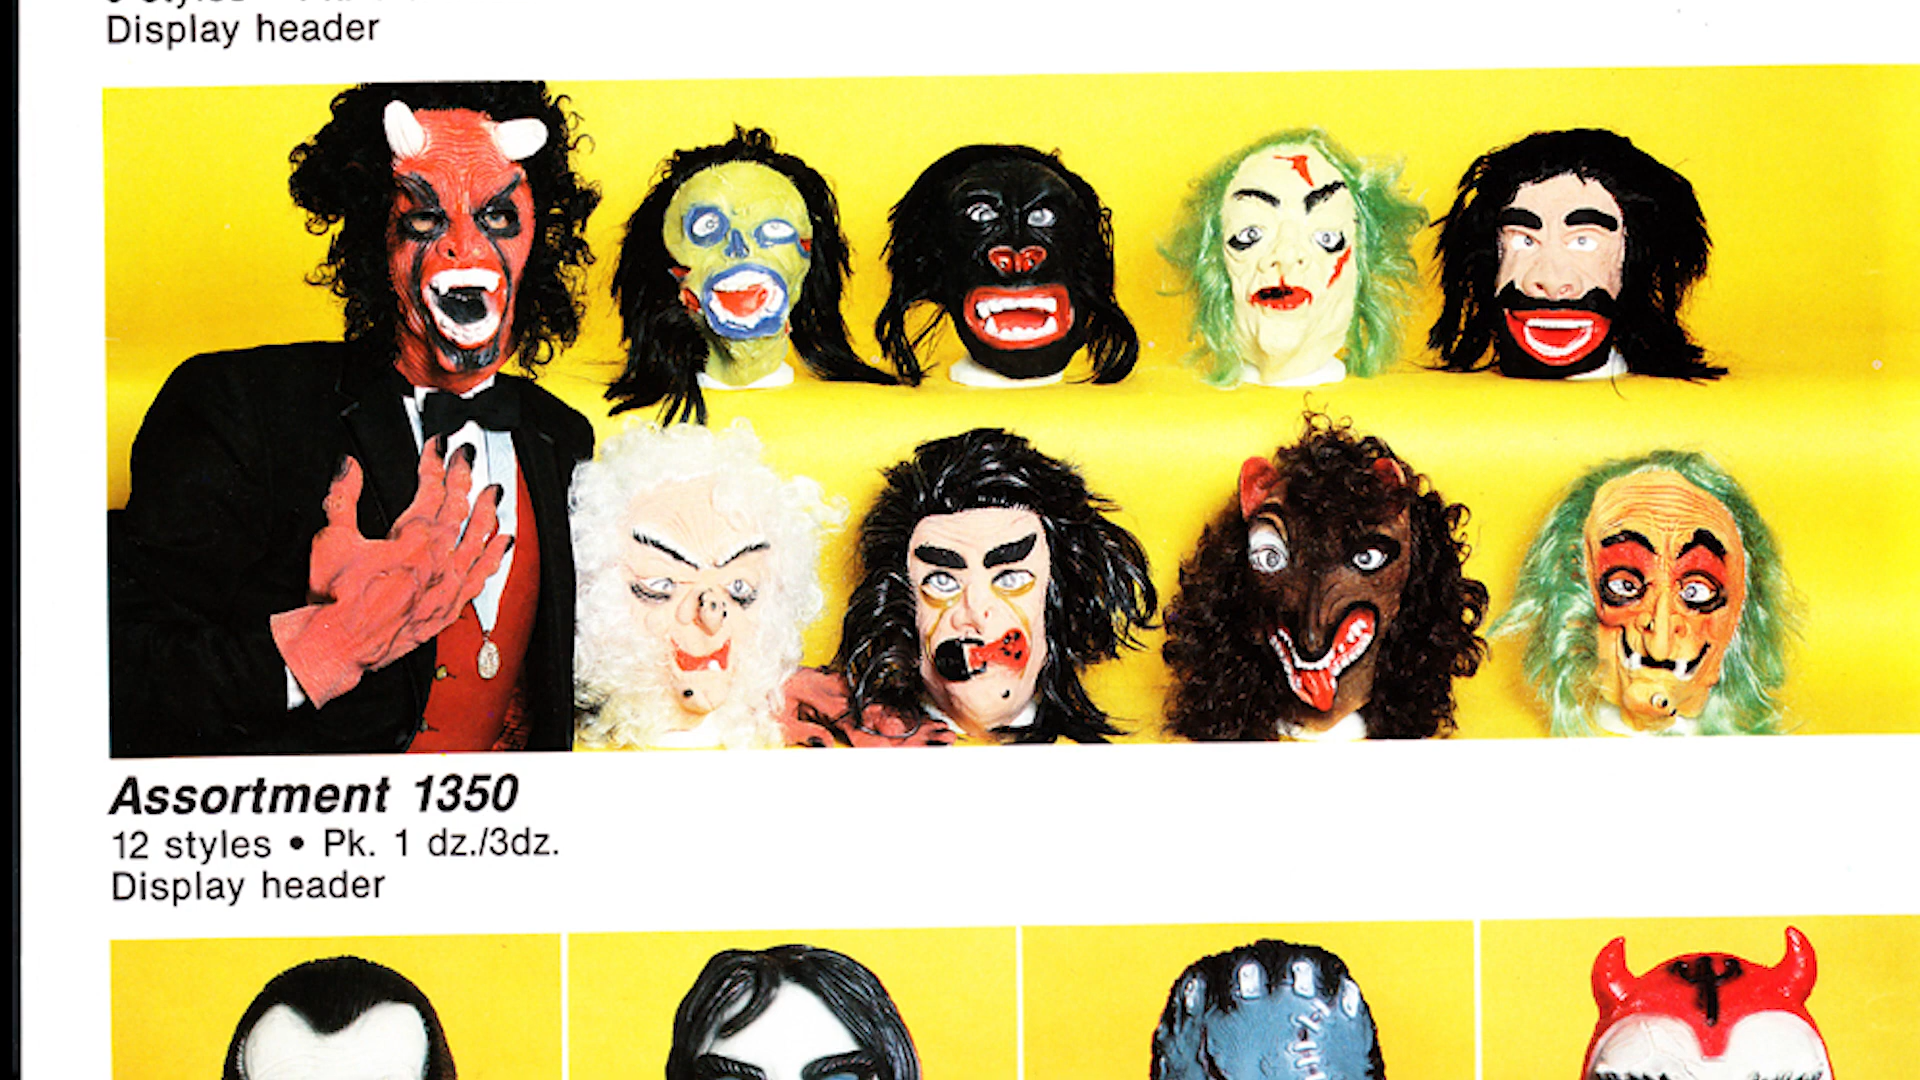 Display header
Assortment 1350
12 styles • Pk. 1 dz./3dz.
Display header